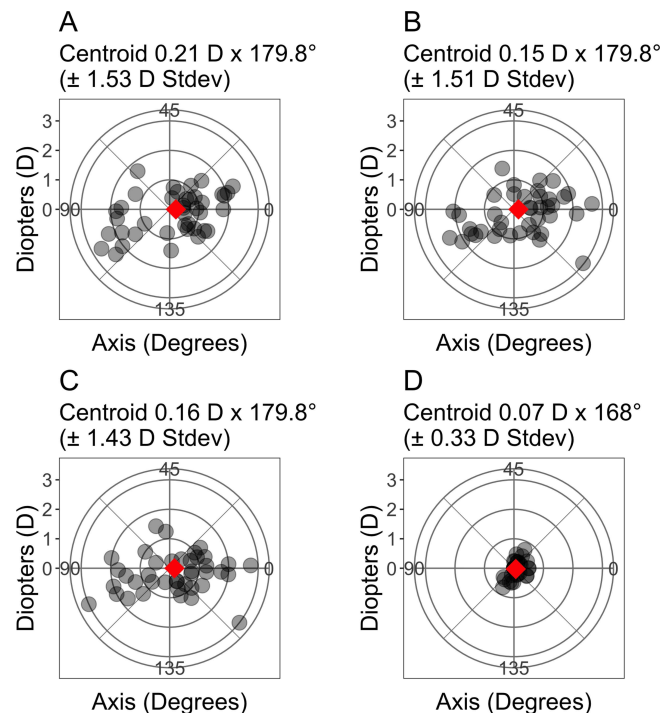 A
Centroid 0.21 D x 179.8°
(± 1.53 D Stdev)
45
3
2
1
0
90
0
135
Diopters (D)
Axis (Degrees)
B
Centroid 0.15 D x 179.8°
(± 1.51 D Stdev)
45
3
2
1
0
90
0
135
Diopters (D)
Axis (Degrees)
C
Centroid 0.16 D x 179.8°
(± 1.43 D Stdev)
45
3
2
1
0
90
0
135
Diopters (D)
Axis (Degrees)
D
Centroid 0.07 D x 168°
(± 0.33 D Stdev)
45
3
2
1
0
90
0
135
Diopters (D)
Axis (Degrees)